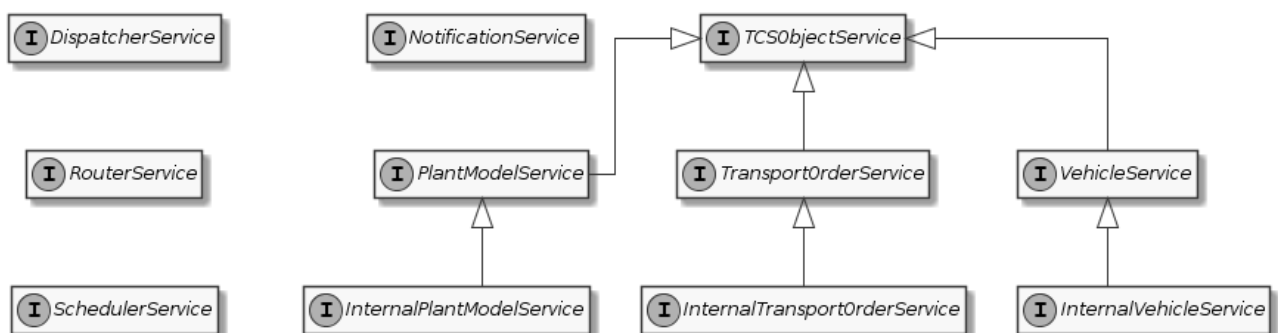 I DispatcherService
I NotificationService
I TCSObjectService
I RouterService
I PlantModelService
I TransportOrderService
I VehicleService
I SchedulerService
I InternalPlantModelService
I InternalTransportOrderService
I InternalVehicleService